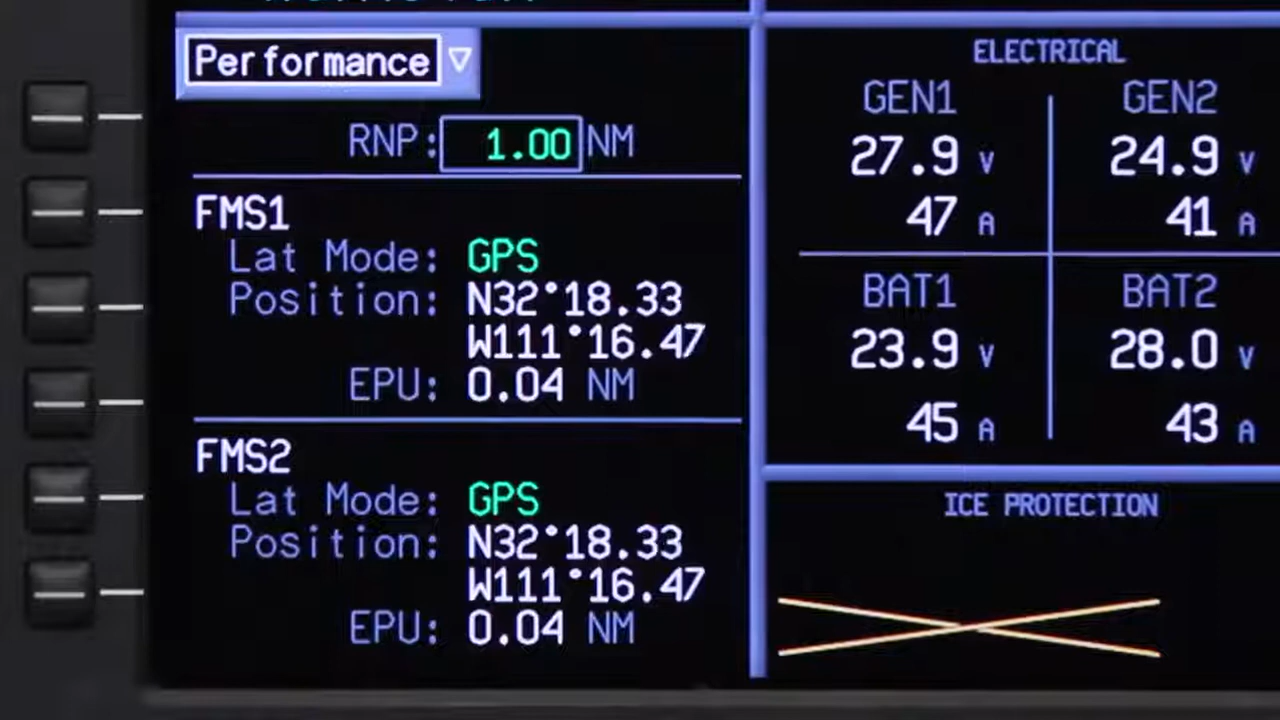 Performance
RNP: 1.00 NM
FMS1
Lat Mode: GPS
Position: N32°18.33
W111°16.47
EPU: 0.04 NM
FMS2
Lat Mode: GPS
Position: N32°18.33
W111°16.47
EPU: 0.04 NM
ELECTRICAL
GEN1 GEN2
27.9 V 24.9 V
47 A 41 A
BAT1 BAT2
23.9 V 28.0 V
45 A 43 A
ICE PROTECTION